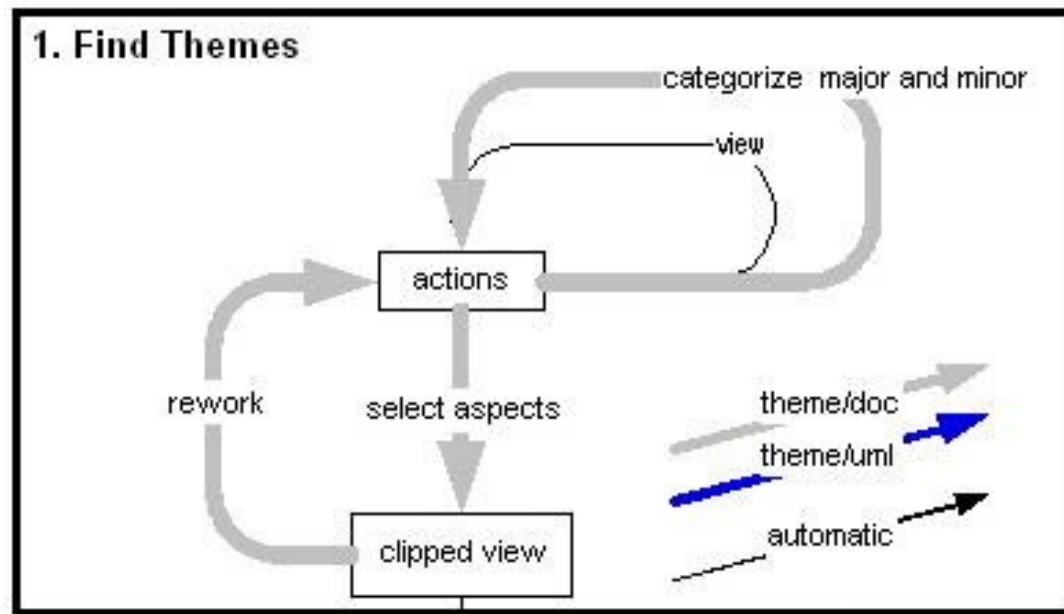 1. Find Themes
categorize major and minor
view
actions
rework
select aspects
theme/doc
theme/uml
automatic
clipped view